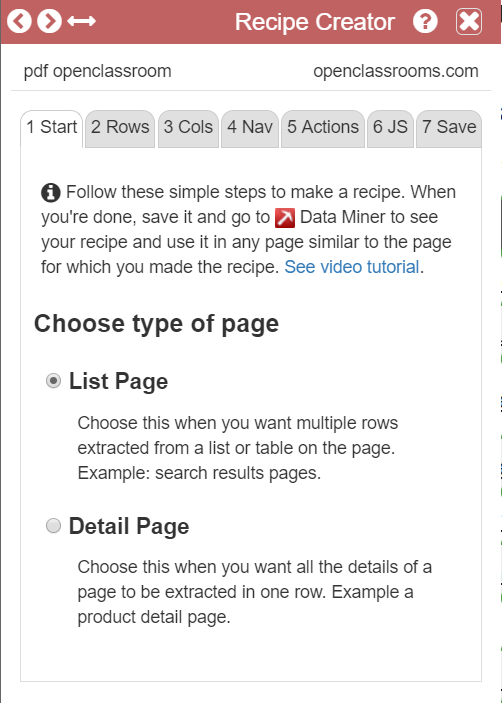 Recipe Creator ?
pdf openclassroom openclassrooms.com
1 Start 2 Rows 3 Cols 4 Nav 5 Actions 6 JS 7 Save
Follow these simple steps to make a recipe. When
you're done, save it and go to Data Miner to see
your recipe and use it in any page similar to the page
for which you made the recipe. See video tutorial.
Choose type of page
List Page
Choose this when you want multiple rows
extracted from a list or table on the page.
Example: search results pages.
Detail Page
Choose this when you want all the details of a
page to be extracted in one row. Example a
product detail page.